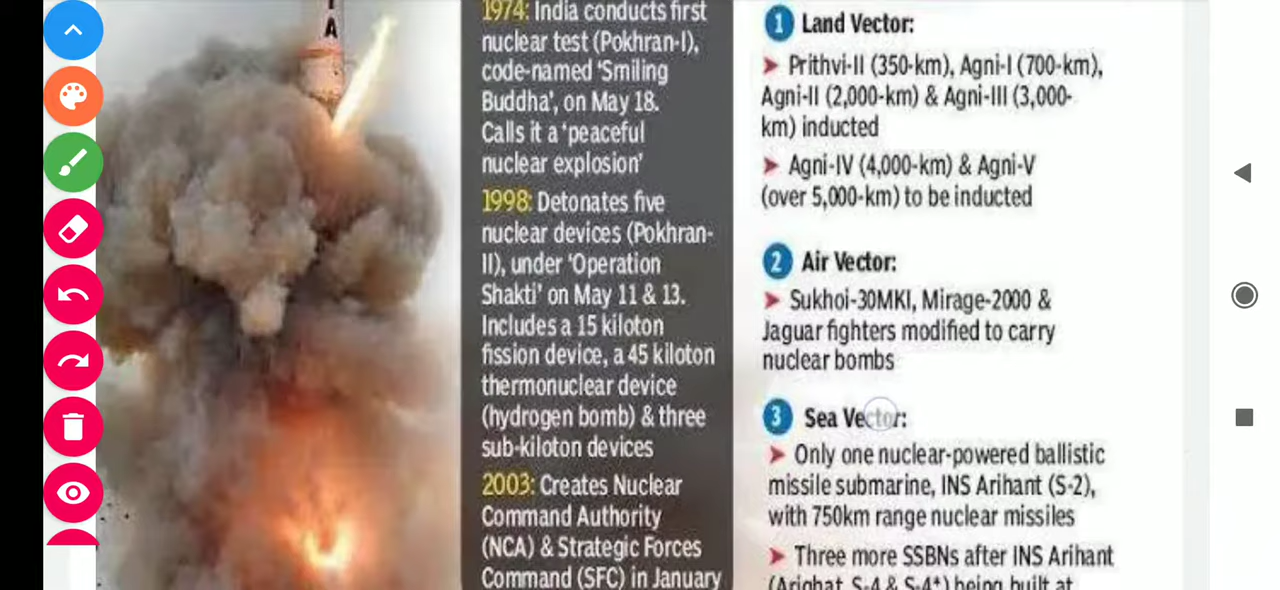 A
1974: India conducts first
nuclear test (Pokhran-I),
code-named ‘Smiling
Buddha’, on May 18.
Calls it a ‘peaceful
nuclear explosion’
1998: Detonates five
nuclear devices (Pokhran-
II), under ‘Operation
Shakti’ on May 11 & 13.
Includes a 15 kiloton
fission device, a 45 kiloton
thermonuclear device
(hydrogen bomb) & three
sub-kiloton devices
2003: Creates Nuclear
Command Authority
(NCA) & Strategic Forces
Command (SFC) in January
1 Land Vector:
➤ Prithvi-II (350-km), Agni-I (700-km),
Agni-II (2,000-km) & Agni-III (3,000-
km) inducted
➤ Agni-IV (4,000-km) & Agni-V
(over 5,000-km) to be inducted
2 Air Vector:
➤ Sukhoi-30MKI, Mirage-2000 &
Jaguar fighters modified to carry
nuclear bombs
3 Sea Vector:
➤ Only one nuclear-powered ballistic
missile submarine, INS Arihant (S-2),
with 750km range nuclear missiles
➤ Three more SSBNs after INS Arihant
(Arighat, S-4 & S-4*) being built at